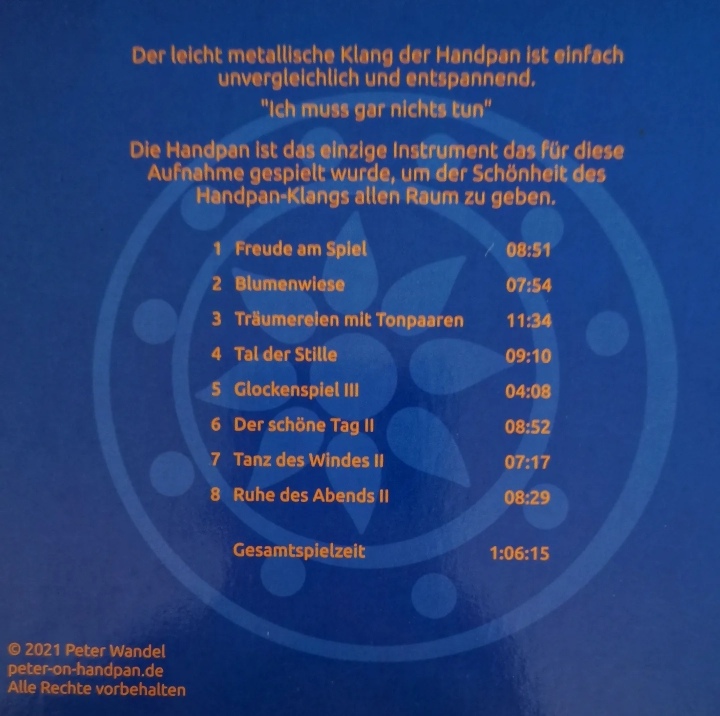 Der leicht metallische Klang der Handpan ist einfach
unvergleichlich und entspannend.
"Ich muss gar nichts tun"
Die Handpan ist das einzige Instrument das für diese
Aufnahme gespielt wurde, um der Schönheit des
Handpan-Klangs allen Raum zu geben.
1 Freude am Spiel 08:51
2 Blumenwiese 07:54
3 Träumereien mit Tonpaaren 11:34
4 Tal der Stille 09:10
5 Glockenspiel III 04:08
6 Der schöne Tag II 08:52
7 Tanz des Windes II 07:17
8 Ruhe des Abends II 08:29
Gesamtspielzeit 1:06:15
© 2021 Peter Wandel
peter-on-handpan.de
Alle Rechte vorbehalten